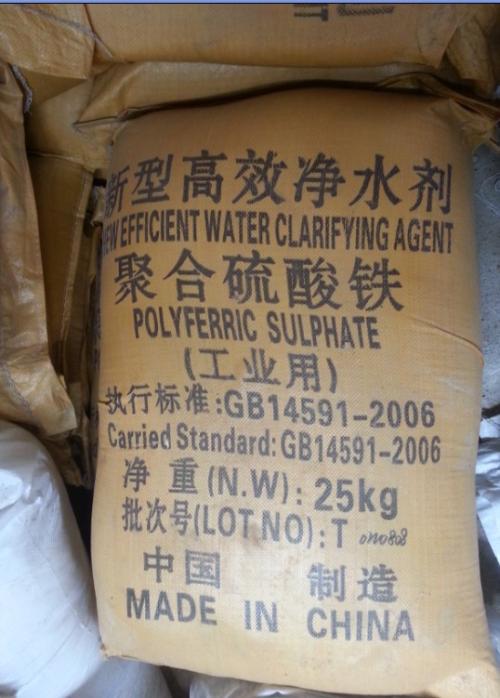 新型高效净水剂
NEW EFFICIENT WATER CLARIFYING AGENT
聚合硫酸铁
POLYFERRIC SULPHATE
(工业用)
执行标准:GB14591-2006
Carried Standard:GB14591-2006
净 重(N.W):25kg
批次号(LOT NO):T
中国 制造
MADE IN CHINA